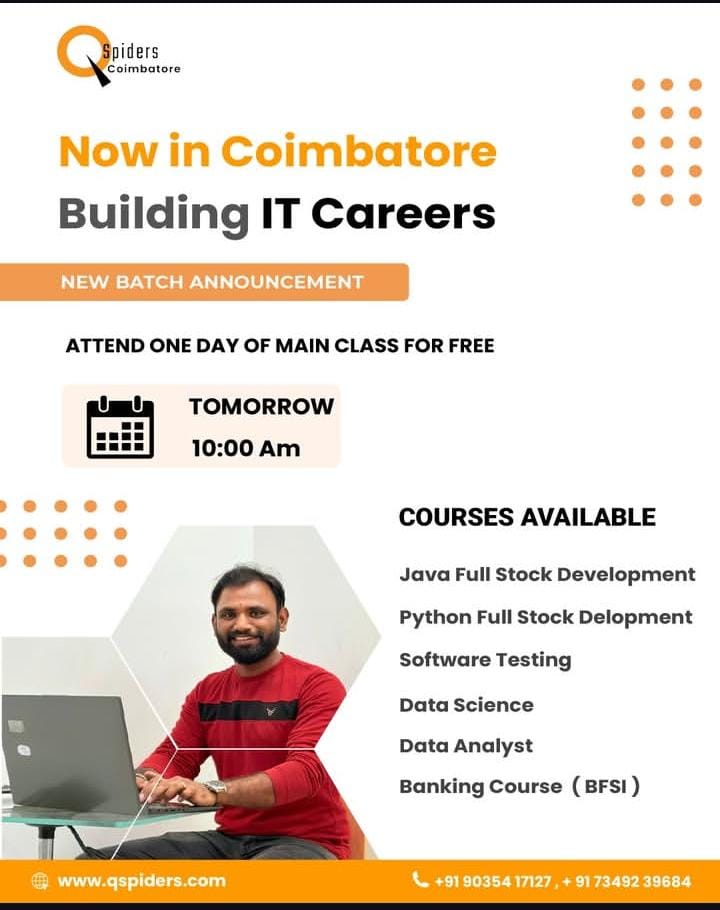 QSpiders
Coimbatore
Now in Coimbatore
Building IT Careers
NEW BATCH ANNOUNCEMENT
ATTEND ONE DAY OF MAIN CLASS FOR FREE
TOMORROW
10:00 Am
COURSES AVAILABLE
Java Full Stock Development
Python Full Stock Delopment
Software Testing
Data Science
Data Analyst
Banking Course ( BFSI )
www.qspiders.com
+91 90354 17127 , + 91 73492 39684